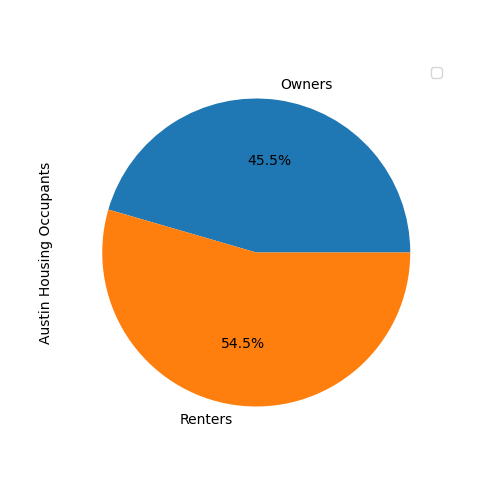 Owners
45.5%
Austin Housing Occupants
54.5%
Renters